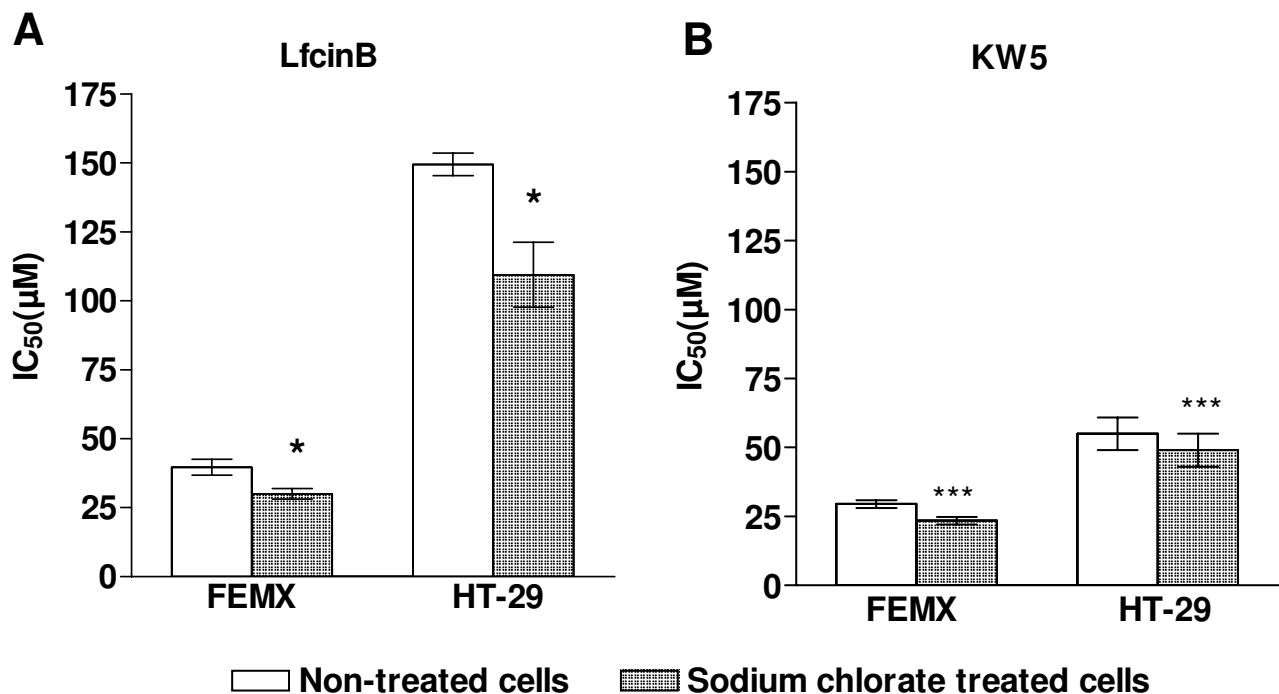 A
LfcinB
IC50(µM)
175
150
125
100
75
50
25
0
*
*
FEMX
HT-29
B
KW5
IC50(µM)
175
150
125
100
75
50
25
0
***
***
FEMX
HT-29
Non-treated cells
Sodium chlorate treated cells